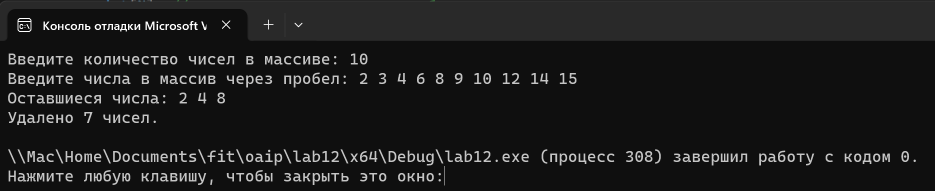 Консоль отладки Microsoft V
Введите количество чисел в массиве: 10
Введите числа в массив через пробел: 2 3 4 6 8 9 10 12 14 15
Оставшиеся числа: 2 4 8
Удалено 7 чисел.
\\Mac\Home\Documents\fit\oaip\lab12\x64\Debug\lab12.exe (процесс 308) завершил работу с кодом 0.
Нажмите любую клавишу, чтобы закрыть это окно: